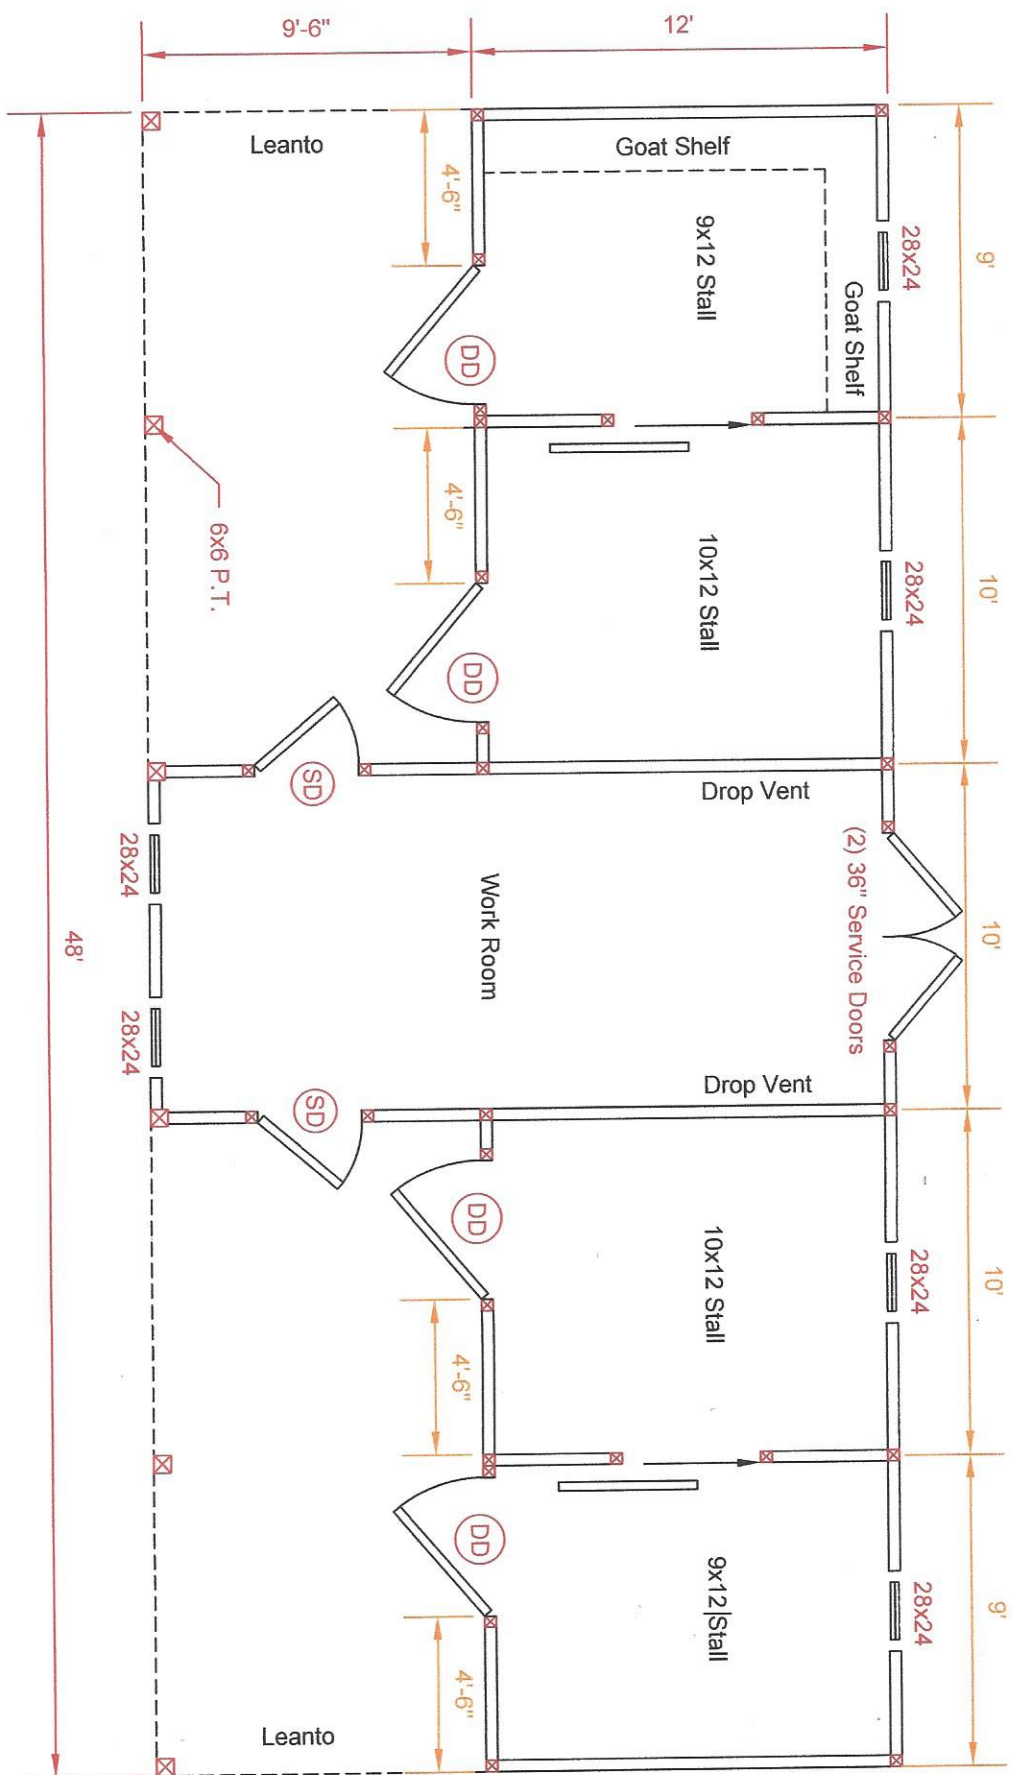 9'-6"
12'
Leanto
Goat Shelf
4'-6"
9x12 Stall
28x24
9'
Goat Shelf
DD
4'-6"
6x6 P.T.
10x12 Stall
28x24
10'
DD
SD
Drop Vent
28x24
Work Room
(2) 36" Service Doors
10'
48'
28x24
Drop Vent
SD
DD
10x12 Stall
28x24
10'
4'-6"
DD
9x12 Stall
28x24
9'
4'-6"
Leanto